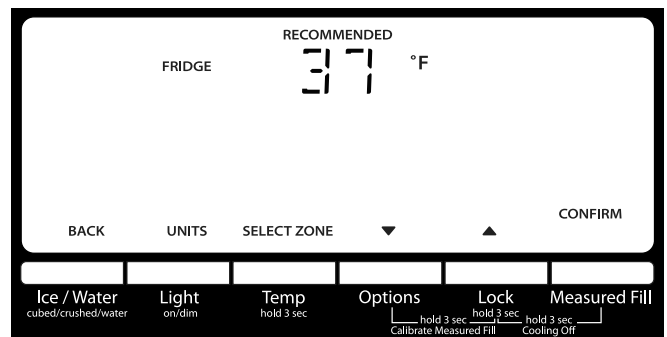 RECOMMENDED
FRIDGE 37 °F
CONFIRM
BACK UNITS SELECT ZONE ▼ ▲
Ice / Water Light Temp Options Lock Measured Fill
cubed/crushed/water on/dim hold 3 sec hold 3 sec
hold 3 sec hold 3 sec
Calibrate Measured Fill Cooling Off